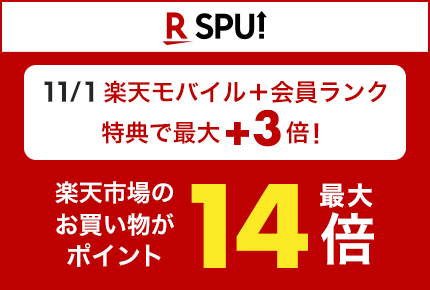 R SPU!
11/1 楽天モバイル＋会員ランク
特典で最大+3倍!
楽天市場の
お買い物が
ポイント
最大
14倍